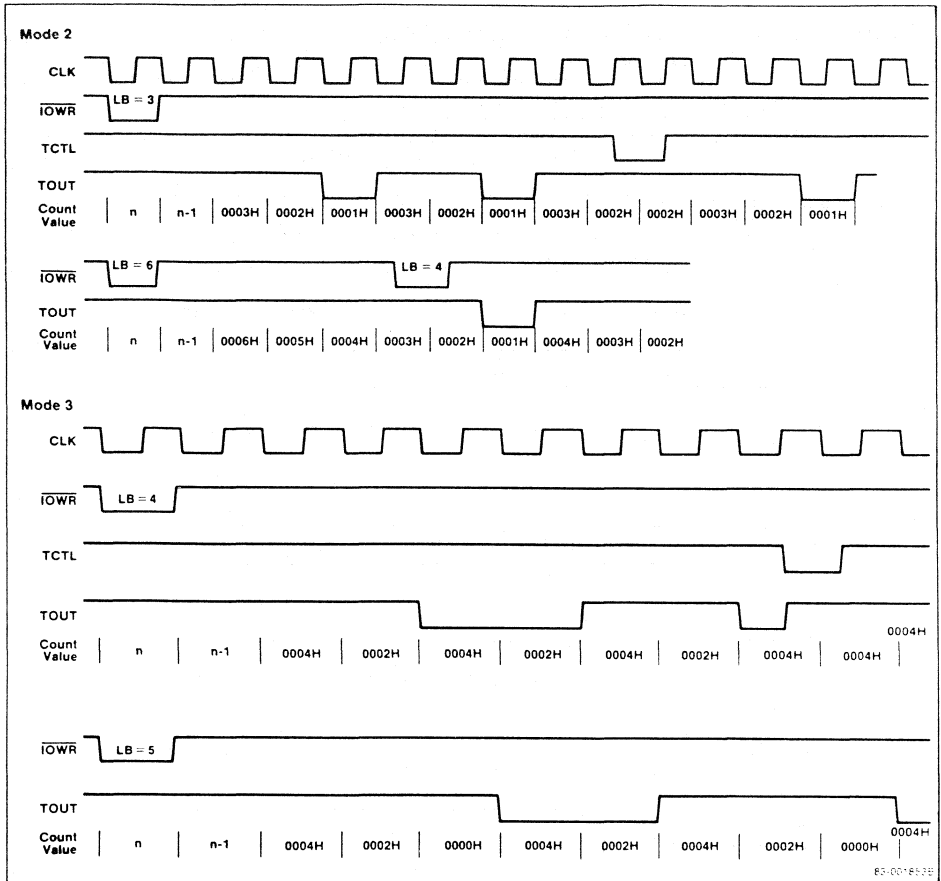 Mode 2
CLK
IOWR LB = 3
TCTL
TOUT
Count Value n n-1 0003H 0002H 0001H 0003H 0002H 0001H 0003H 0002H 0002H 0003H 0002H 0001H
IOWR LB = 6 LB = 4
TOUT
Count Value n n-1 0006H 0005H 0004H 0003H 0002H 0001H 0004H 0003H 0002H
Mode 3
CLK
IOWR LB = 4
TCTL
TOUT
0004H
Count Value n n-1 0004H 0002H 0004H 0002H 0004H 0002H 0004H 0004H
IOWR LB = 5
TOUT
0004H
Count Value n n-1 0004H 0002H 0000H 0004H 0002H 0004H 0002H 0000H